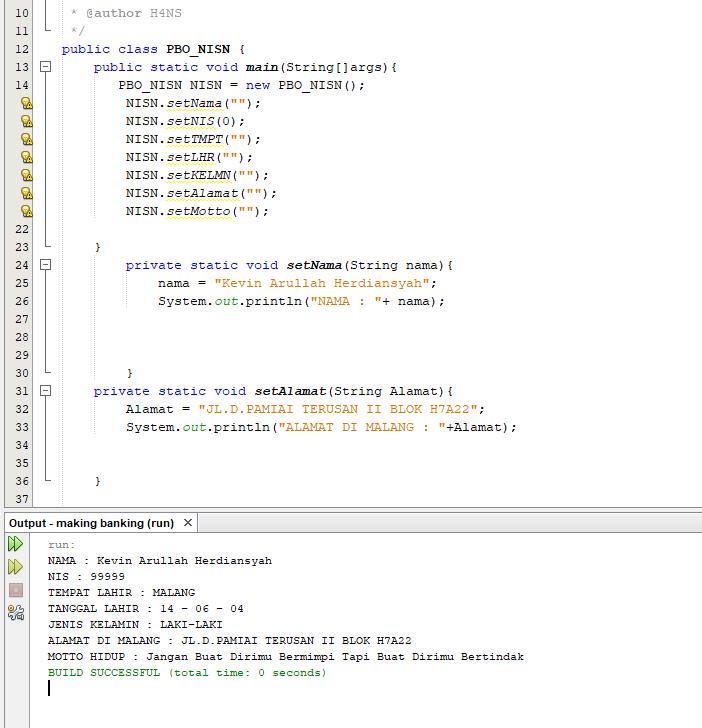 10 * @author H4NS
11 */
12 public class PBO_NISN {
13 public static void main(String[]args){
14 PBO_NISN NISN = new PBO_NISN();
NISN.setNama("");
NISN.setNIS(0);
NISN.setTMPT("");
NISN.setLHR("");
NISN.setKELMN("");
NISN.setAlamat("");
NISN.setMotto("");
22
23 }
24 private static void setNama(String nama){
25 nama = "Kevin Arullah Herdiansyah";
26 System.out.println("NAMA : "+ nama);
27
28
29
30 }
31 private static void setAlamat(String Alamat){
32 Alamat = "JL.D.PAMIAI TERUSAN II BLOK H7A22";
33 System.out.println("ALAMAT DI MALANG : "+Alamat);
34
35
36 }
37
Output - making banking (run) ×
run:
NAMA : Kevin Arullah Herdiansyah
NIS : 99999
TEMPAT LAHIR : MALANG
TANGGAL LAHIR : 14 - 06 - 04
JENIS KELAMIN : LAKI-LAKI
ALAMAT DI MALANG : JL.D.PAMIAI TERUSAN II BLOK H7A22
MOTTO HIDUP : Jangan Buat Dirimu Bermimpi Tapi Buat Dirimu Bertindak
BUILD SUCCESSFUL (total time: 0 seconds)